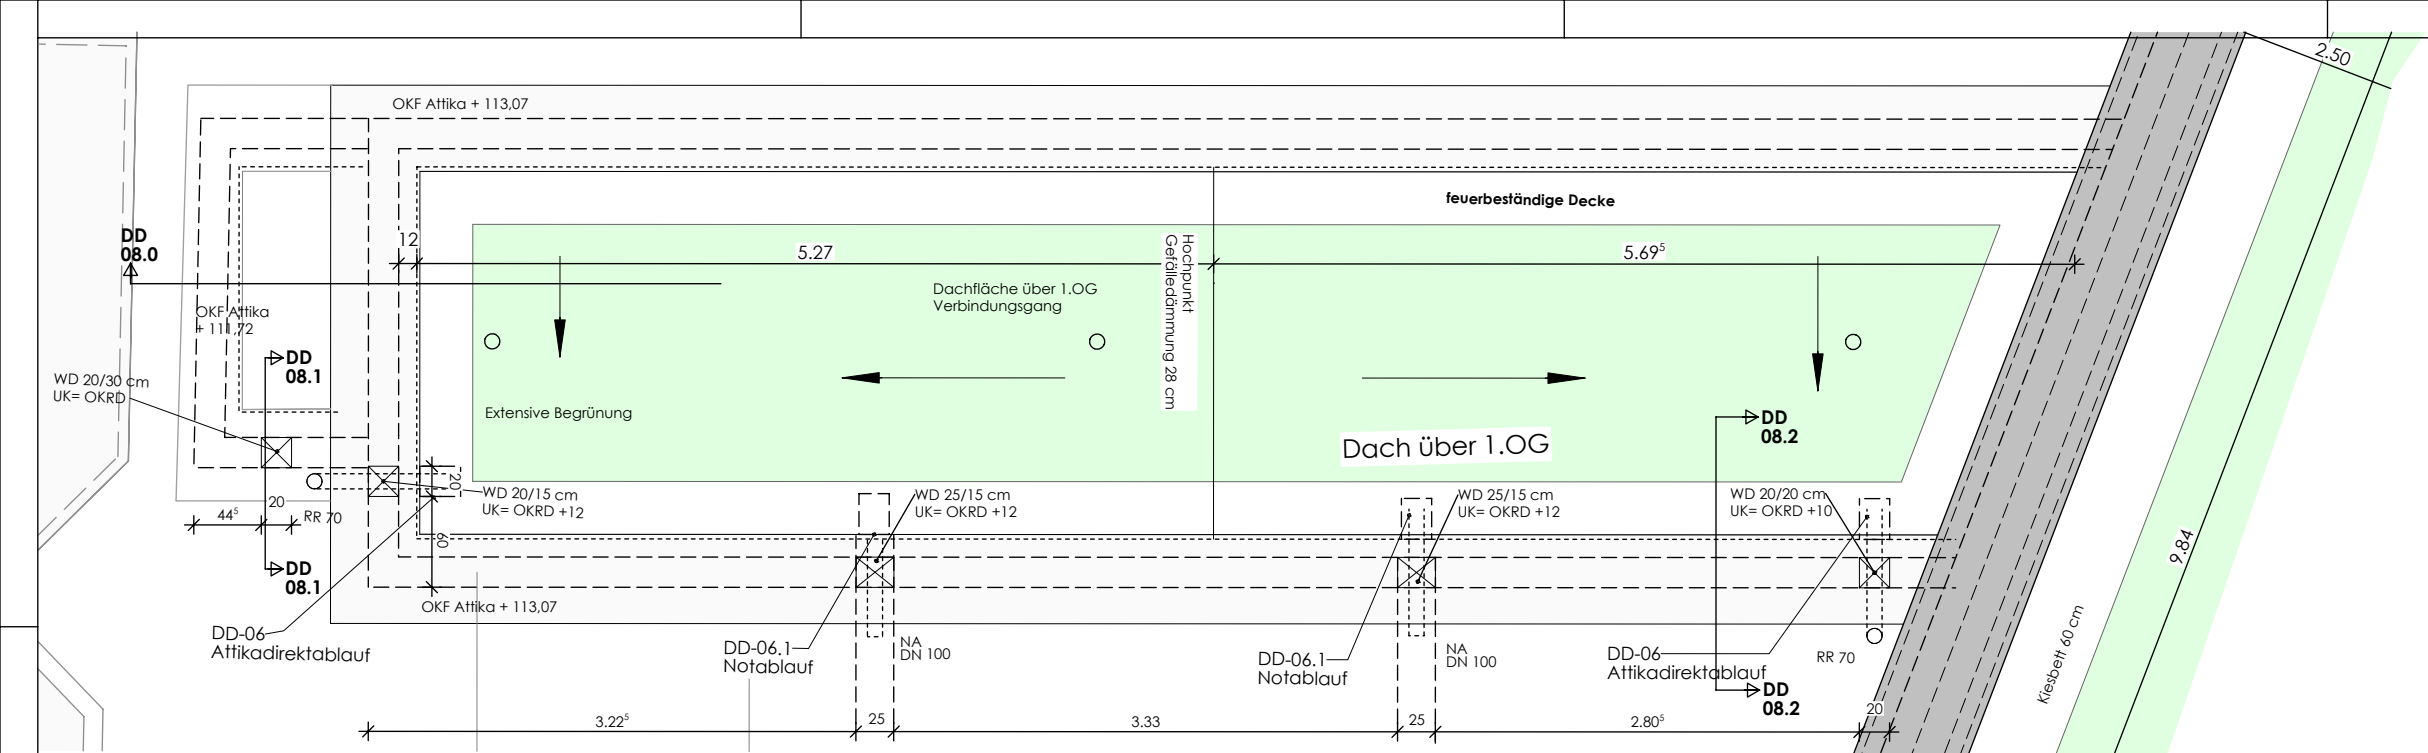 2.50
OKF Attika + 113,07
feuerbeständige Decke
DD
08.0
12
5.27
Hochpunkt
Gefälledämmung 28 cm
5.69⁵
Dachfläche über 1.OG
Verbindungsgang
OKF Attika
+ 111,72
DD
08.1
WD 20/30 cm
UK= OKRD
Extensive Begrünung
DD
08.2
Dach über 1.OG
20
WD 20/15 cm
UK= OKRD +12
WD 25/15 cm
UK= OKRD +12
WD 25/15 cm
UK= OKRD +12
WD 20/20 cm
UK= OKRD +10
44⁵
20
RR 70
60
9.84
DD
08.1
OKF Attika + 113,07
DD-06
Attikadirektablauf
DD-06.1
Notablauf
NA
DN 100
DD-06.1
Notablauf
NA
DN 100
DD-06
Attikadirektablauf
RR 70
Kiesbett 60 cm
DD
08.2
3.22⁵
25
3.33
25
2.80⁵
20